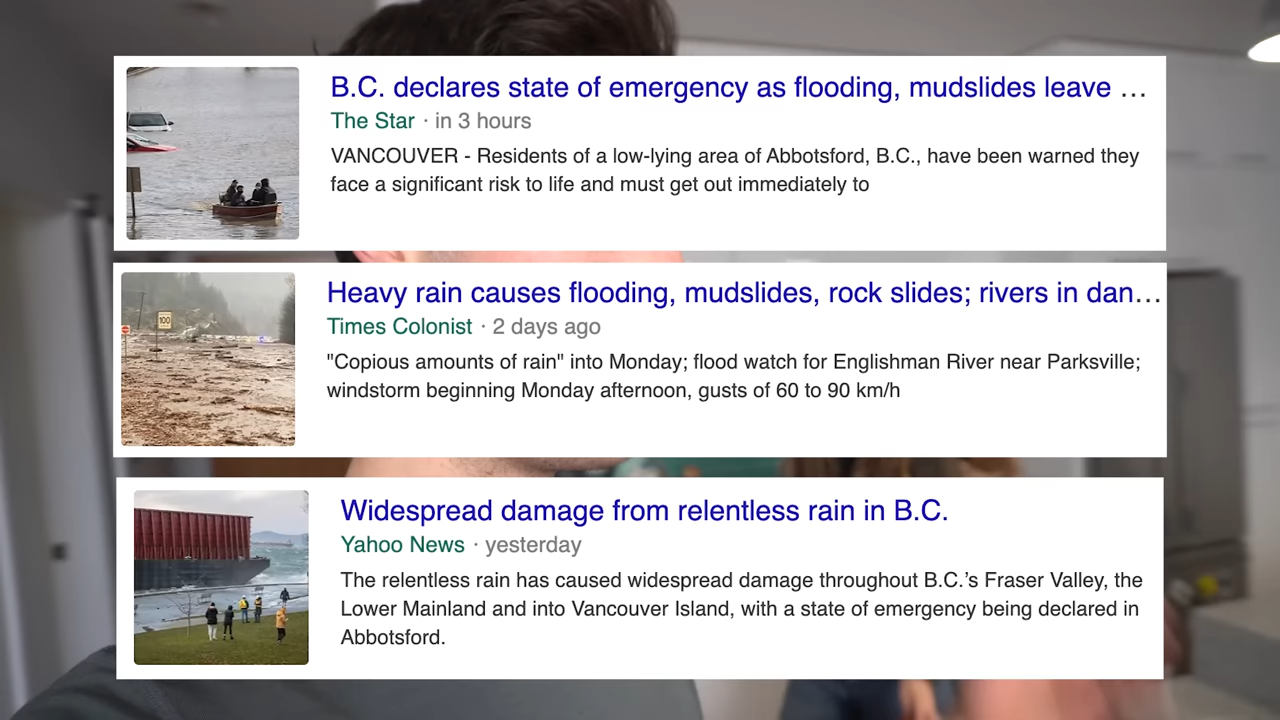 B.C. declares state of emergency as flooding, mudslides leave …
The Star · in 3 hours
VANCOUVER - Residents of a low-lying area of Abbotsford, B.C., have been warned they
face a significant risk to life and must get out immediately to
Heavy rain causes flooding, mudslides, rock slides; rivers in dan…
Times Colonist · 2 days ago
100
"Copious amounts of rain" into Monday; flood watch for Englishman River near Parksville;
windstorm beginning Monday afternoon, gusts of 60 to 90 km/h
Widespread damage from relentless rain in B.C.
Yahoo News · yesterday
The relentless rain has caused widespread damage throughout B.C.’s Fraser Valley, the
Lower Mainland and into Vancouver Island, with a state of emergency being declared in
Abbotsford.